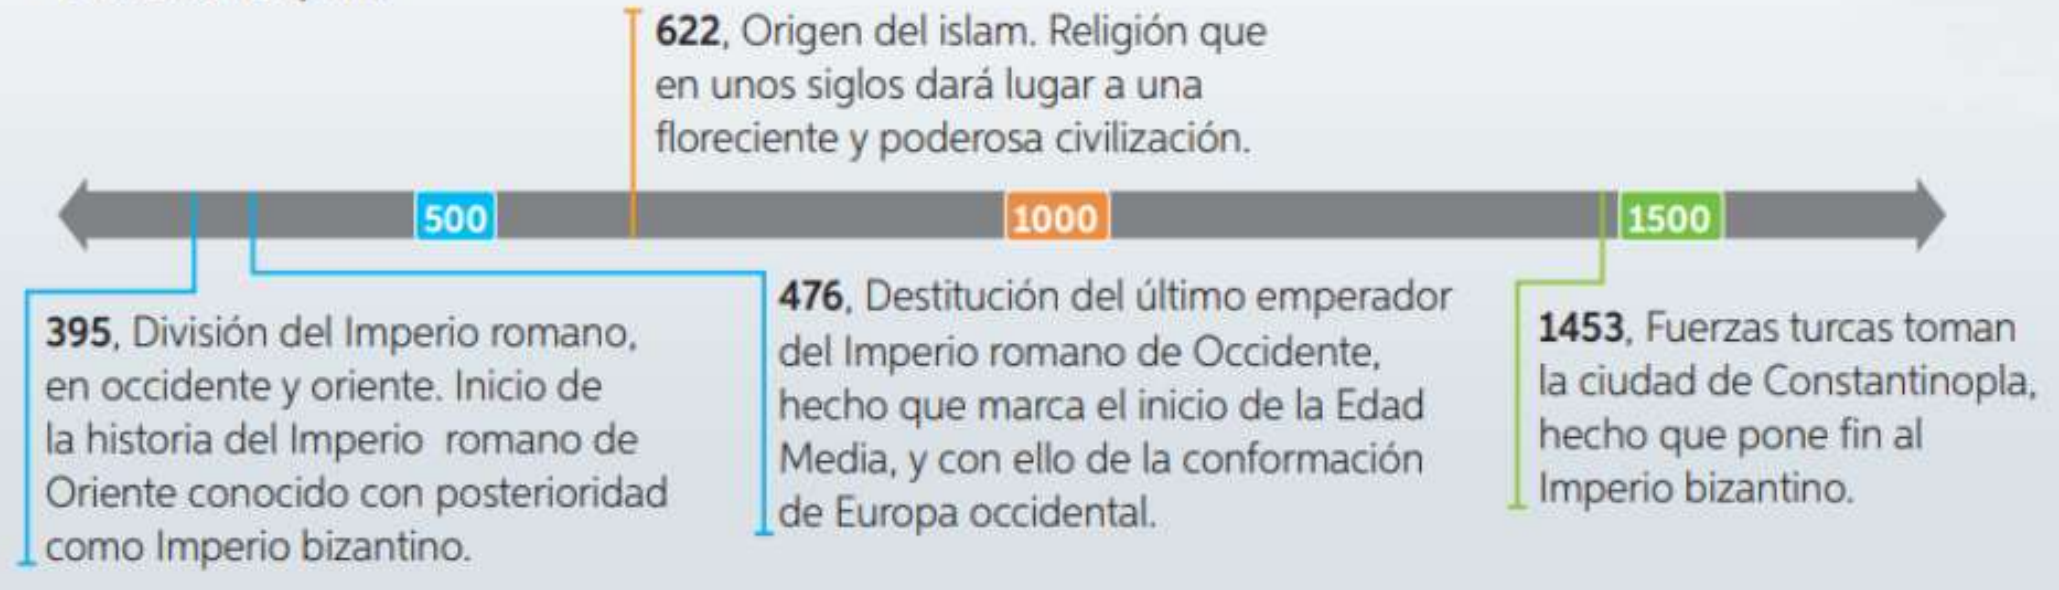 622, Origen del islam. Religión que
en unos siglos dará lugar a una
floreciente y poderosa civilización.
500
1000
1500
395, División del Imperio romano,
en occidente y oriente. Inicio de
la historia del Imperio romano de
Oriente conocido con posterioridad
como Imperio bizantino.
476, Destitución del último emperador
del Imperio romano de Occidente,
hecho que marca el inicio de la Edad
Media, y con ello de la conformación
de Europa occidental.
1453, Fuerzas turcas toman
la ciudad de Constantinopla,
hecho que pone fin al
Imperio bizantino.